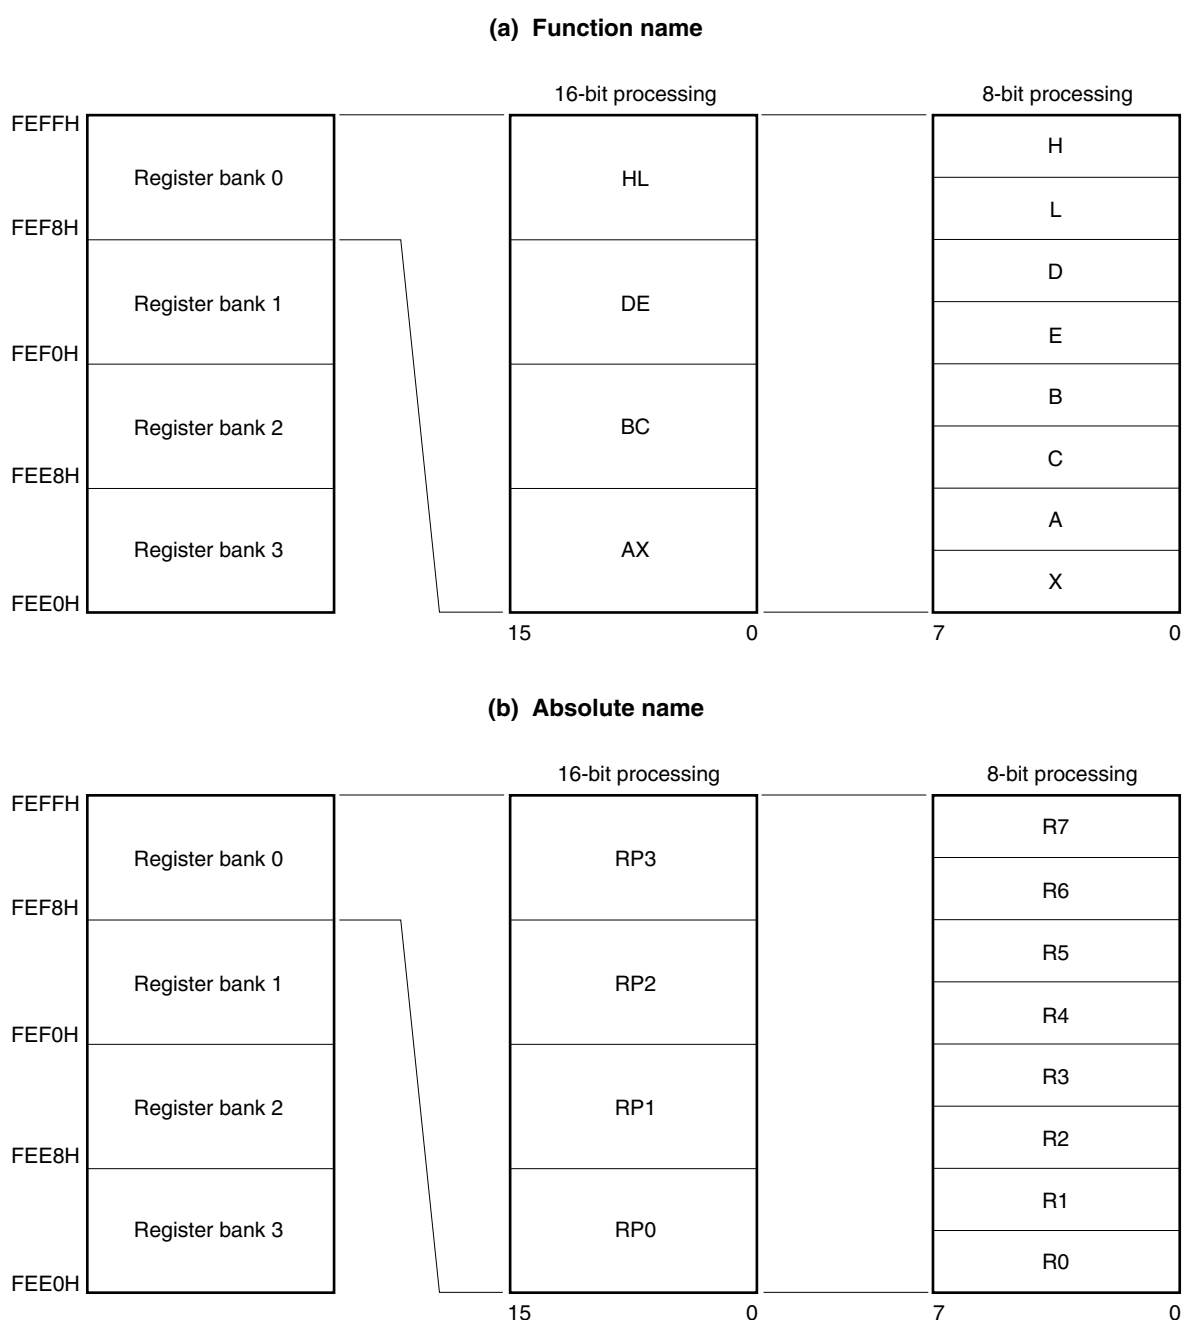 (a) Function name
16-bit processing
8-bit processing
FEFFH
Register bank 0
HL
H
L
FEF8H
Register bank 1
DE
D
E
FEF0H
Register bank 2
BC
B
C
FEE8H
Register bank 3
AX
A
X
FEE0H
15
0
7
0
(b) Absolute name
16-bit processing
8-bit processing
FEFFH
Register bank 0
RP3
R7
R6
FEF8H
Register bank 1
RP2
R5
R4
FEF0H
Register bank 2
RP1
R3
R2
FEE8H
Register bank 3
RP0
R1
R0
FEE0H
15
0
7
0